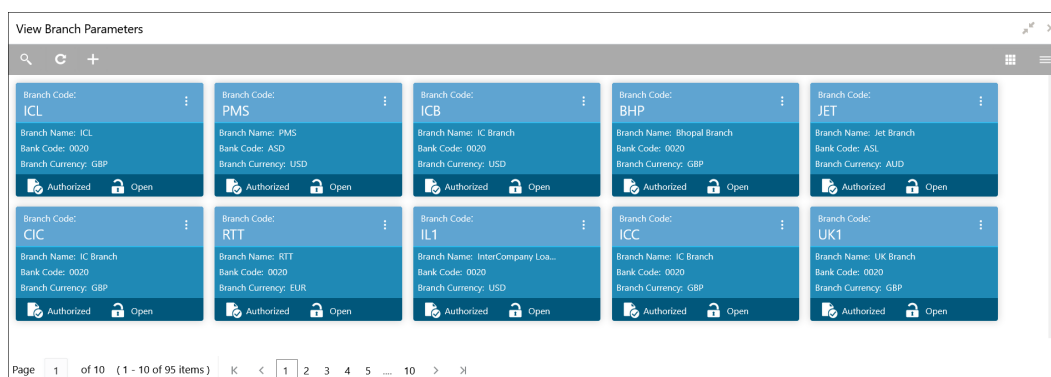 View Branch Parameters
Branch Code: Branch Code: Branch Code: Branch Code: Branch Code:
ICL PMS ICB BHP JET
Branch Name: ICL Branch Name: PMS Branch Name: IC Branch Branch Name: Bhopal Branch Branch Name: Jet Branch
Bank Code: 0020 Bank Code: ASD Bank Code: 0020 Bank Code: 0020 Bank Code: ASL
Branch Currency: GBP Branch Currency: USD Branch Currency: USD Branch Currency: GBP Branch Currency: AUD
Authorized Open Authorized Open Authorized Open Authorized Open Authorized Open
Branch Code: Branch Code: Branch Code: Branch Code: Branch Code:
CIC RTT IL1 ICC UK1
Branch Name: IC Branch Branch Name: RTT Branch Name: InterCompany Loa... Branch Name: IC Branch Branch Name: UK Branch
Bank Code: 0020 Bank Code: 0020 Bank Code: 0020 Bank Code: 0020 Bank Code: 0020
Branch Currency: GBP Branch Currency: EUR Branch Currency: USD Branch Currency: GBP Branch Currency: GBP
Authorized Open Authorized Open Authorized Open Authorized Open Authorized Open
Page 1 of 10 (1 - 10 of 95 items) 1 2 3 4 5 .... 10